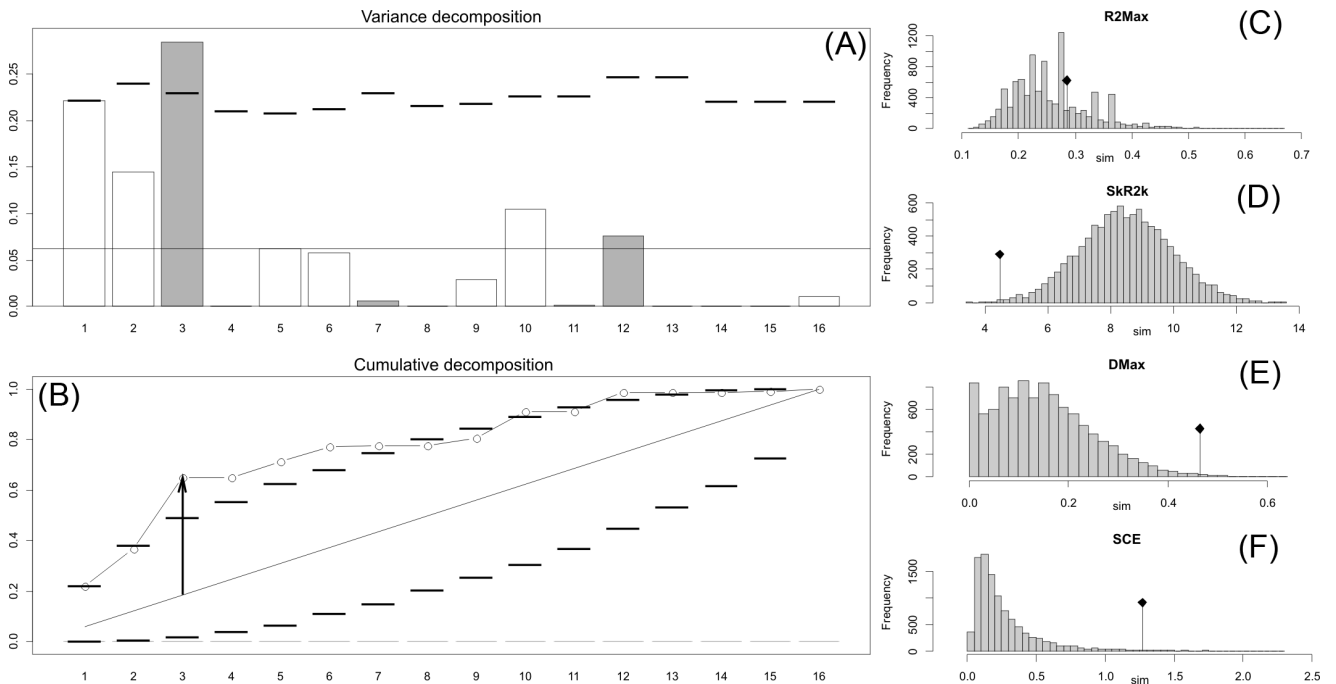 Variance decomposition
(A)
0.25
0.20
0.15
0.10
0.05
0.00
1 2 3 4 5 6 7 8 9 10 11 12 13 14 15 16
Cumulative decomposition
(B)
1.0
0.8
0.6
0.4
0.2
0.0
1 2 3 4 5 6 7 8 9 10 11 12 13 14 15 16
R2Max
(C)
Frequency
1200
800
400
0
0.1 0.2 0.3 0.4 0.5 0.6 0.7
sim
SkR2k
(D)
Frequency
600
400
200
0
4 6 8 10 12 14
sim
DMax
(E)
Frequency
600
200
0
0.0 0.2 0.4 0.6
sim
SCE
(F)
Frequency
1500
500
0
0.0 0.5 1.0 1.5 2.0 2.5
sim